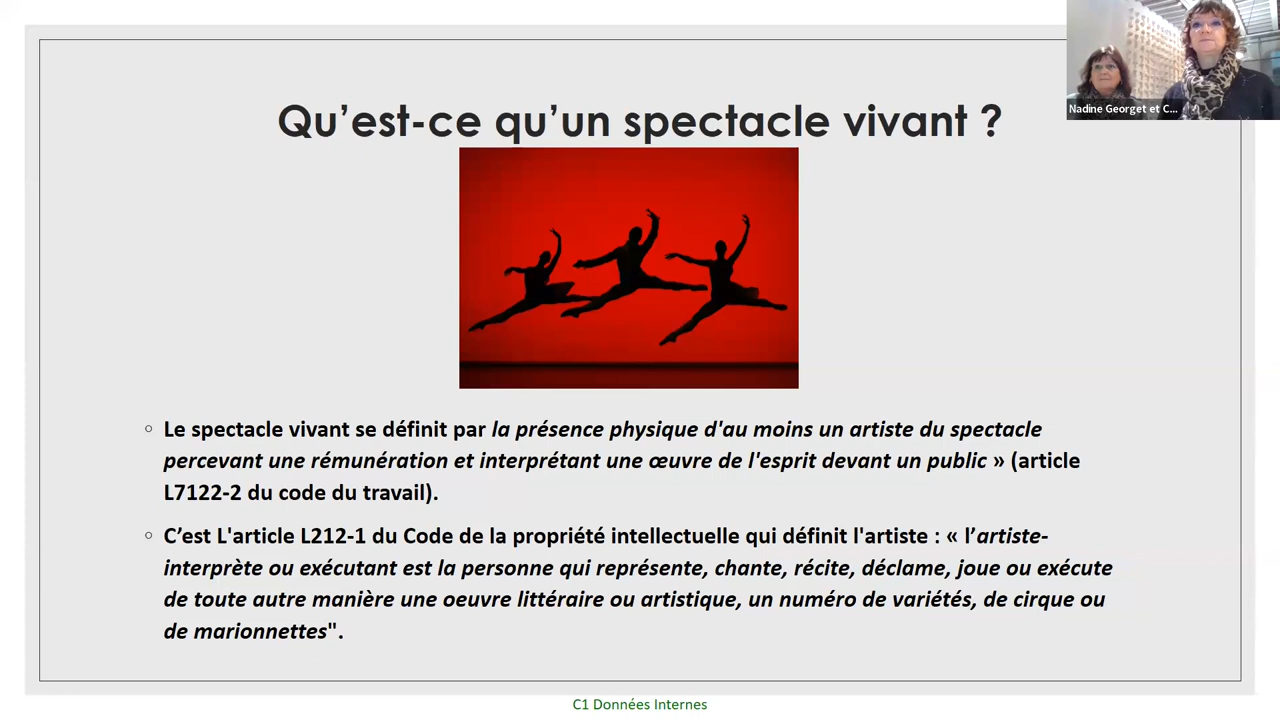 Nadine Georget et C...
Qu’est-ce qu’un spectacle vivant ?
Le spectacle vivant se définit par la présence physique d'au moins un artiste du spectacle
percevant une rémunération et interprétant une œuvre de l'esprit devant un public » (article
L7122-2 du code du travail).
C’est L'article L212-1 du Code de la propriété intellectuelle qui définit l'artiste : « l’artiste-
interprète ou exécutant est la personne qui représente, chante, récite, déclame, joue ou exécute
de toute autre manière une oeuvre littéraire ou artistique, un numéro de variétés, de cirque ou
de marionnettes".
C1 Données Internes